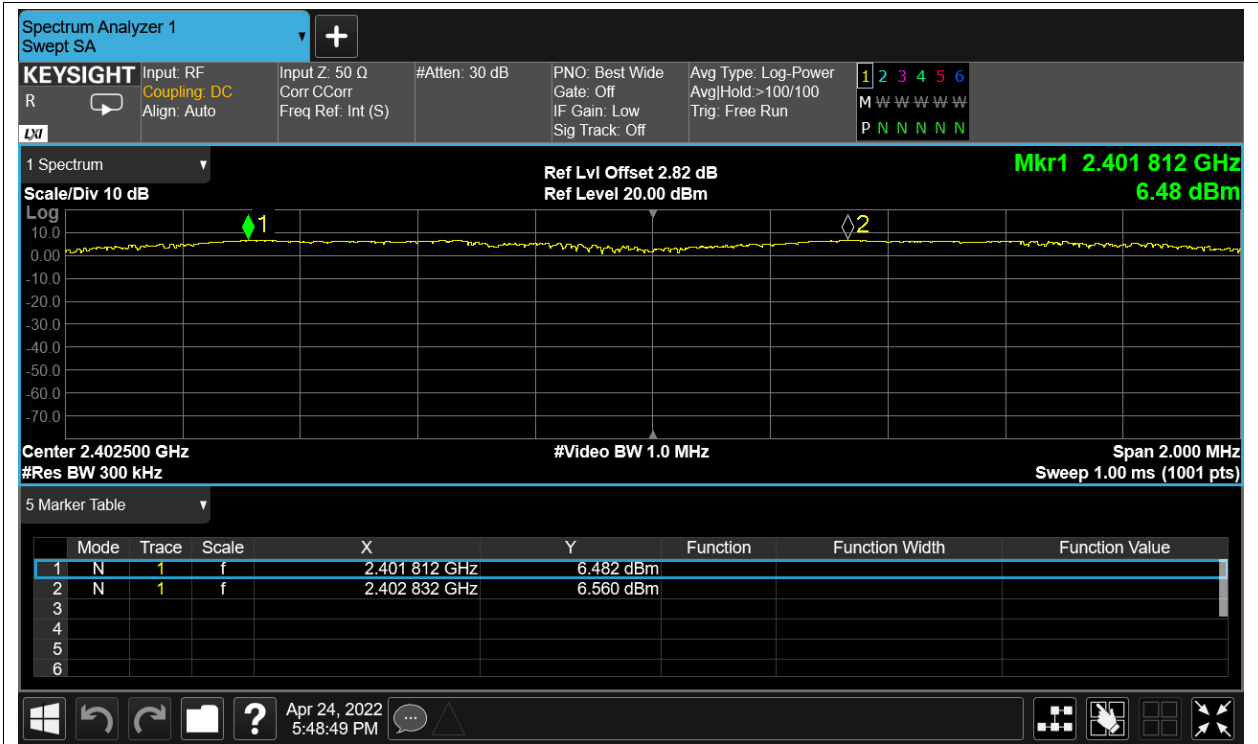 Spectrum Analyzer 1
Swept SA
KEYSIGHT
R
LXI
Input: RF
Coupling: DC
Align: Auto
Input Z: 50 Ω
Corr CCorr
Freq Ref: Int (S)
#Atten: 30 dB
PNO: Best Wide
Gate: Off
IF Gain: Low
Sig Track: Off
Avg Type: Log-Power
Avg|Hold:>100/100
Trig: Free Run
1 2 3 4 5 6
M W W W W W
P N N N N N
1 Spectrum
Scale/Div 10 dB
Ref Lvl Offset 2.82 dB
Ref Level 20.00 dBm
Mkr1 2.401 812 GHz
6.48 dBm
Log
1
2
10.0
0.00
-10.0
-20.0
-30.0
-40.0
-50.0
-60.0
-70.0
Center 2.402500 GHz
#Res BW 300 kHz
#Video BW 1.0 MHz
Span 2.000 MHz
Sweep 1.00 ms (1001 pts)
5 Marker Table
Mode Trace Scale X Y Function Function Width Function Value
1 N 1 f 2.401 812 GHz 6.482 dBm
2 N 1 f 2.402 832 GHz 6.560 dBm
3
4
5
6
?
Apr 24, 2022
5:48:49 PM